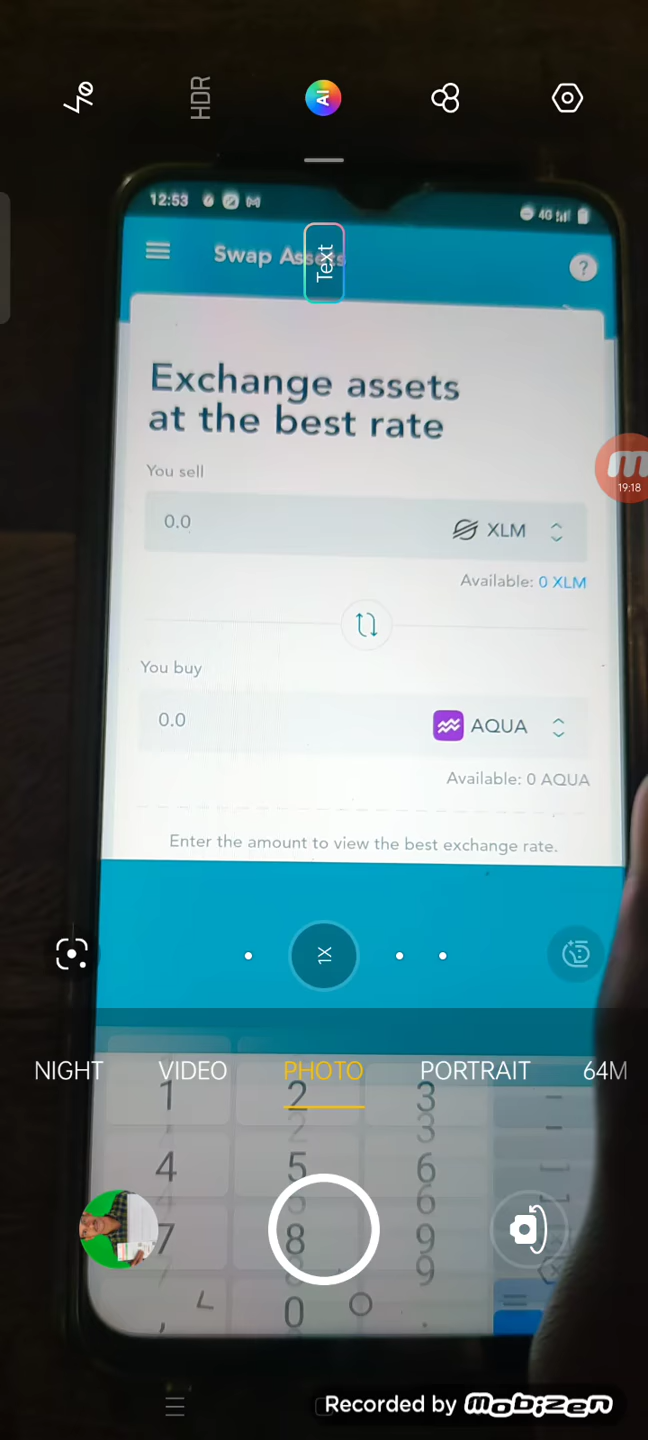 HDR
AI
12:53
4G
Swap Assets
Text
?
Exchange assets
at the best rate
You sell
0.0
XLM
19:18
Available: 0 XLM
You buy
0.0
AQUA
Available: 0 AQUA
Enter the amount to view the best exchange rate.
1X
NIGHT VIDEO PHOTO PORTRAIT 64M
1 2 3
4 5 6
7 8 9
, 0 .
Recorded by mobizen